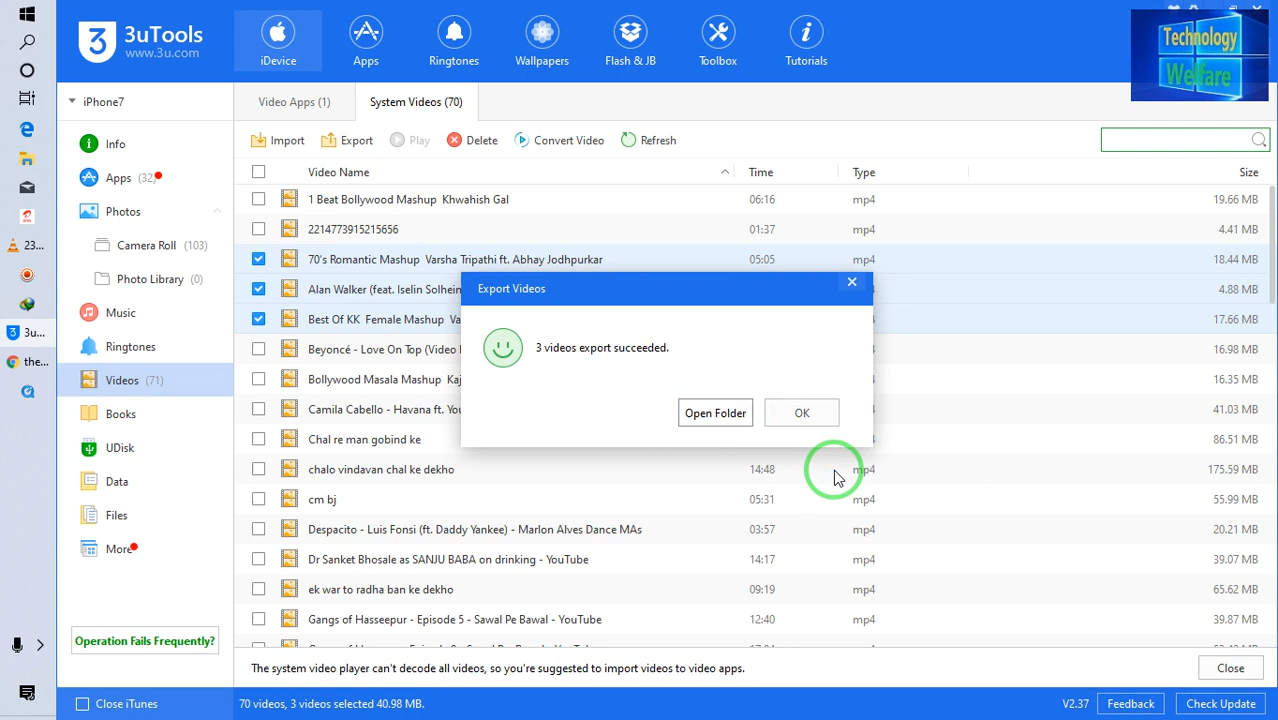 3uTools
www.3u.com
iDevice
Apps
Ringtones
Wallpapers
Flash & JB
Toolbox
Tutorials
Technology
Welfare
iPhone7
Video Apps (1)
System Videos (70)
Info
Apps (32)
Photos
Camera Roll (103)
Photo Library (0)
Music
Ringtones
Videos (71)
Books
UDisk
Data
Files
More
Operation Fails Frequently?
Import Export Play Delete Convert Video Refresh
Video Name Time Type Size
1 Beat Bollywood Mashup Khwahish Gal 06:16 mp4 19.66 MB
2214773915215656 01:37 mp4 4.41 MB
70's Romantic Mashup Varsha Tripathi ft. Abhay Jodhpurkar 05:05 mp4 18.44 MB
Alan Walker (feat. Iselin Solhein 4.88 MB
Best Of KK Female Mashup Va 17.66 MB
Beyoncé - Love On Top (Video 16.98 MB
Bollywood Masala Mashup Kaj 16.35 MB
Camila Cabello - Havana ft. You 41.03 MB
Chal re man gobind ke 86.51 MB
chalo vindavan chal ke dekho 14:48 mp4 175.59 MB
cm bj 05:31 mp4 55.99 MB
Despacito - Luis Fonsi (ft. Daddy Yankee) - Marlon Alves Dance MAs 03:57 mp4 20.21 MB
Dr Sanket Bhosale as SANJU BABA on drinking - YouTube 14:17 mp4 39.07 MB
ek war to radha ban ke dekho 09:19 mp4 65.62 MB
Gangs of Hasseepur - Episode 5 - Sawal Pe Bawal - YouTube 12:40 mp4 39.87 MB
Export Videos
3 videos export succeeded.
Open Folder
OK
The system video player can't decode all videos, so you're suggested to import videos to video apps.
Close
Close iTunes
70 videos, 3 videos selected 40.98 MB.
V2.37
Feedback
Check Update
23...
3u...
the...